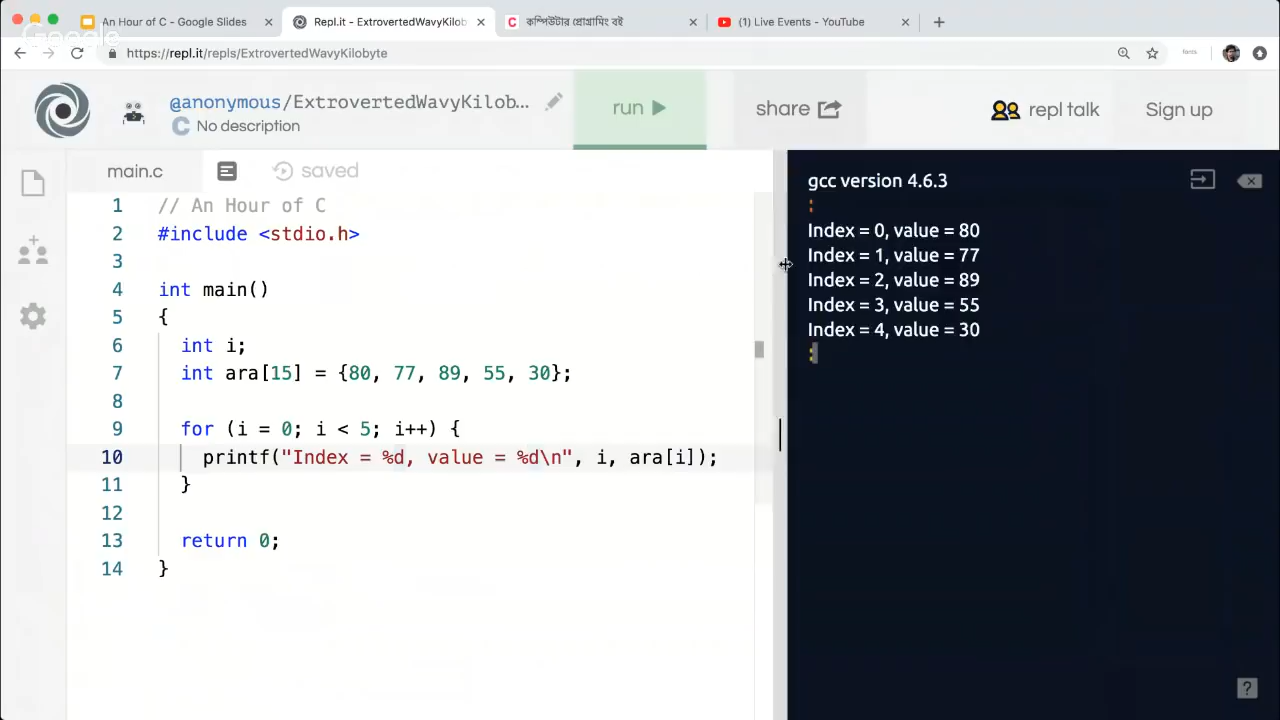 An Hour of C - Google Slides
Repl.it - ExtrovertedWavyKilob
কম্পিউটার প্রোগ্রামিং বই
(1) Live Events - YouTube
Google
https://repl.it/repls/ExtrovertedWavyKilobyte
fonts
@anonymous/ExtrovertedWavyKilob...
No description
run
share
repl talk
Sign up
main.c
saved
1 // An Hour of C
2 #include <stdio.h>
3
4 int main()
5 {
6 int i;
7 int ara[15] = {80, 77, 89, 55, 30};
8
9 for (i = 0; i < 5; i++) {
10 printf("Index = %d, value = %d\n", i, ara[i]);
11 }
12
13 return 0;
14 }
gcc version 4.6.3
Index = 0, value = 80
Index = 1, value = 77
Index = 2, value = 89
Index = 3, value = 55
Index = 4, value = 30
?